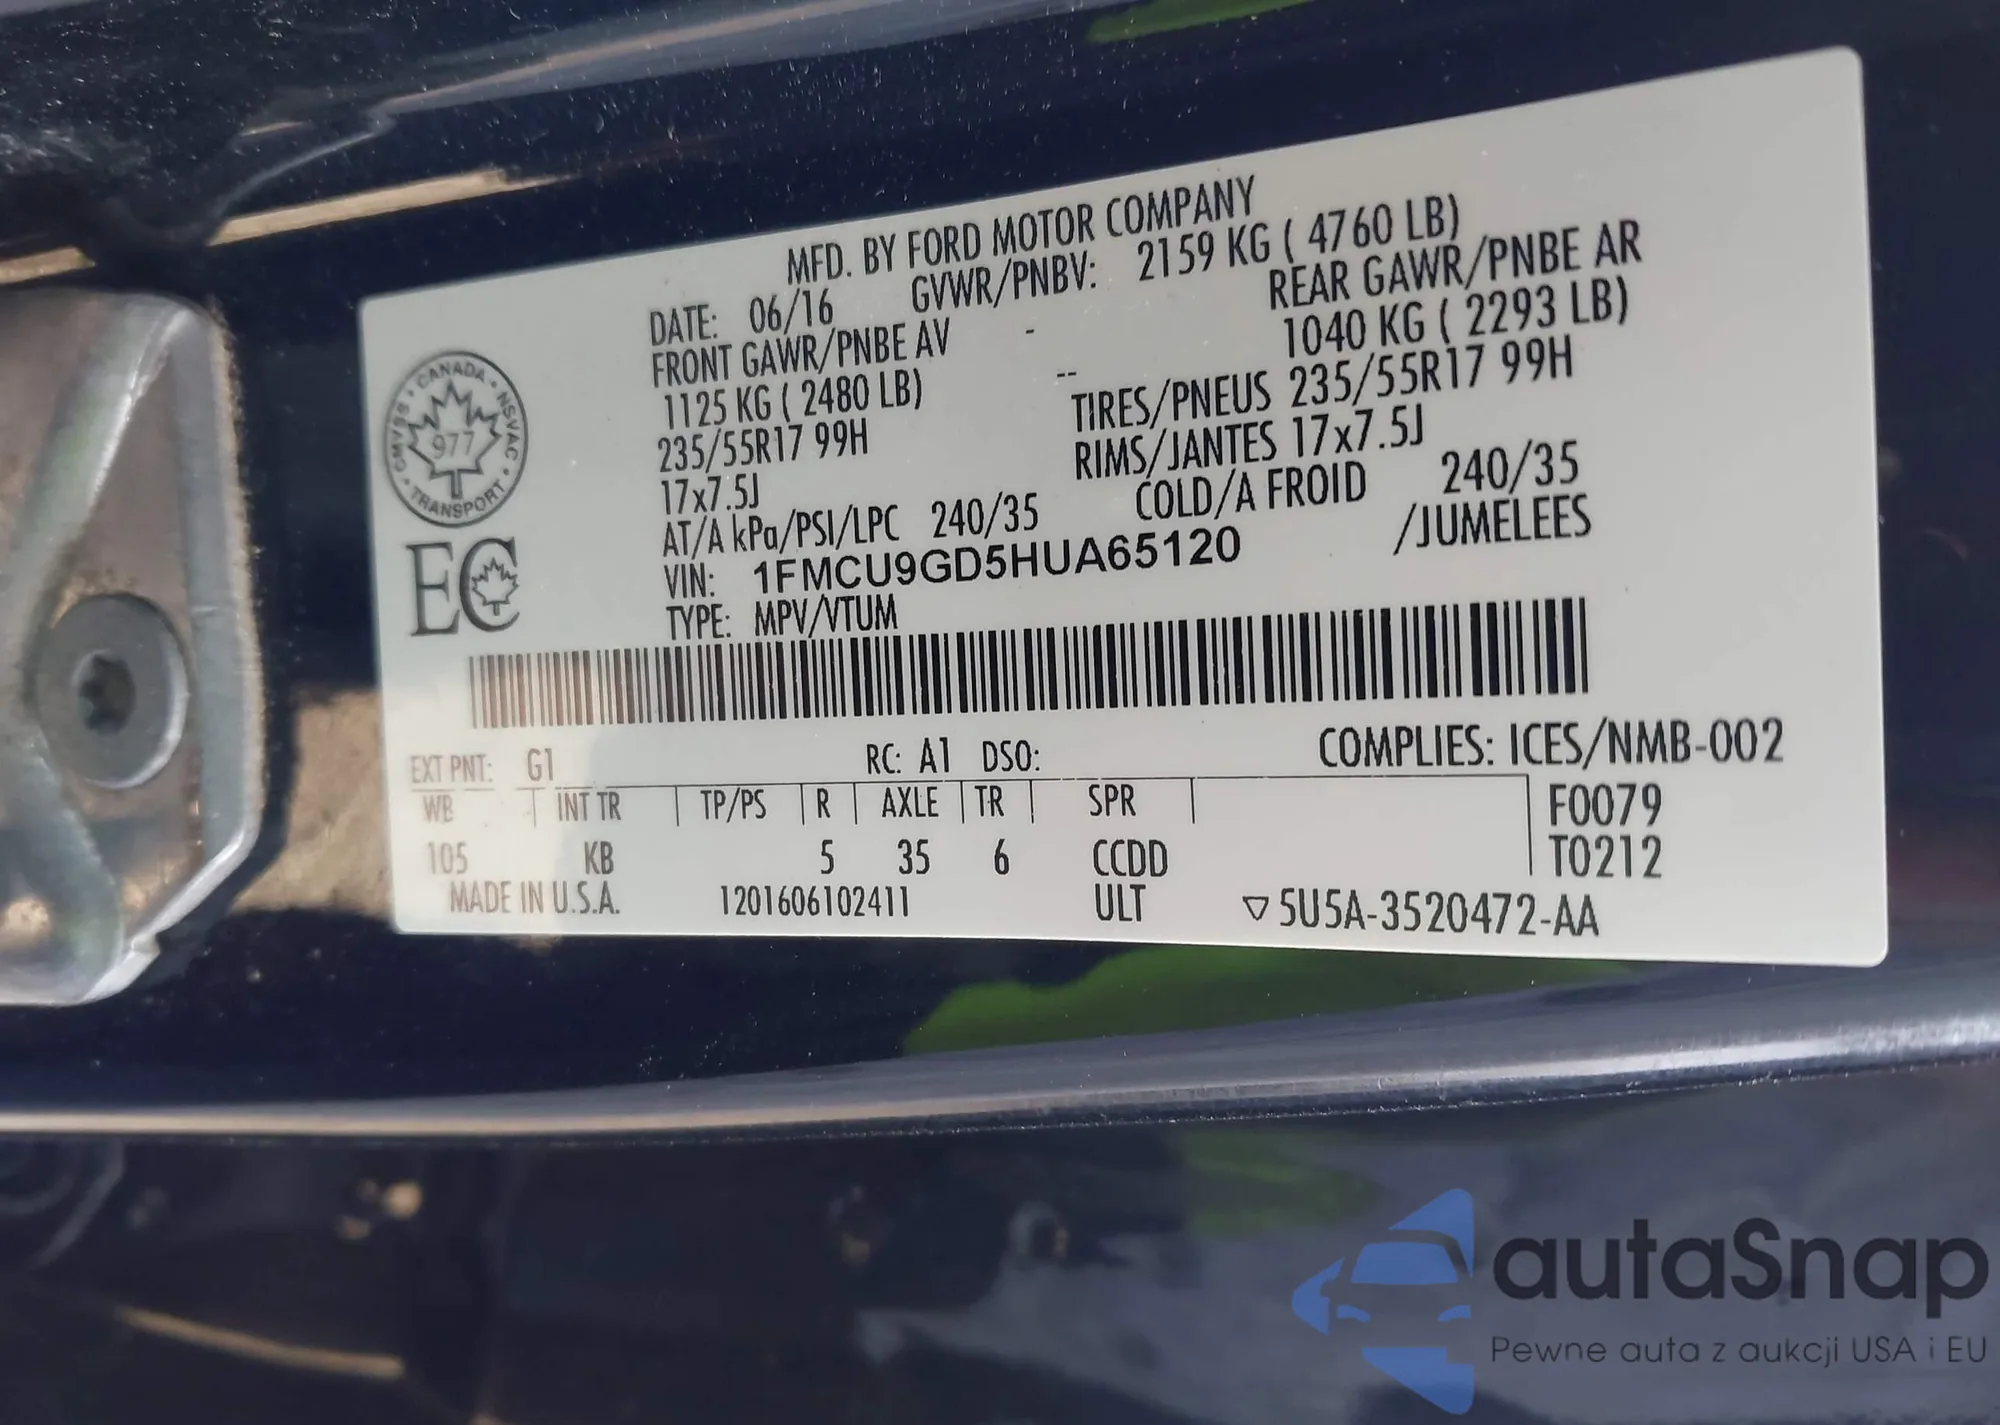 MFD. BY FORD MOTOR COMPANY
DATE: 06/16 GVWR/PNBV: 2159 KG ( 4760 LB)
FRONT GAWR/PNBE AV - REAR GAWR/PNBE AR
1125 KG ( 2480 LB) -- 1040 KG ( 2293 LB)
235/55R17 99H TIRES/PNEUS 235/55R17 99H
17x7.5J RIMS/JANTES 17x7.5J
AT/A kPa/PSI/LPC 240/35 COLD/A FROID 240/35
VIN: 1FMCU9GD5HUA65120 /JUMELEES
TYPE: MPV/VTUM
CANADA • NSVAC • TRANSPORT • CMVSS •
977
EC
EXT PNT: G1 RC: A1 DSO: COMPLIES: ICES/NMB-002
WB INT TR TP/PS R AXLE TR SPR F0079
105 KB 5 35 6 CCDD T0212
MADE IN U.S.A. 1201606102411 ULT ▽5U5A-3520472-AA
autaSnap
Pewne auta z aukcji USA i EU